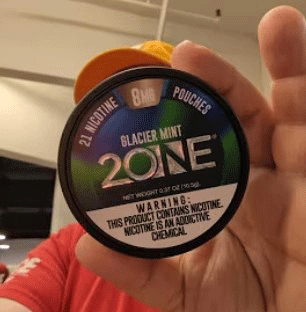 21 NICOTINE 8MG POUCHES
GLACIER MINT
2ONE
NET WEIGHT 0.37 OZ (10.5g)
WARNING:
THIS PRODUCT CONTAINS NICOTINE.
NICOTINE IS AN ADDICTIVE
CHEMICAL.